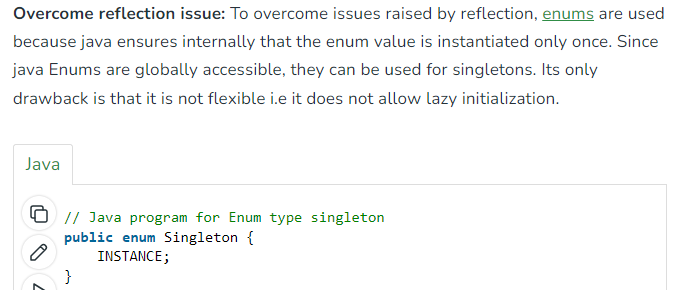 Overcome reflection issue: To overcome issues raised by reflection, enums are used
because java ensures internally that the enum value is instantiated only once. Since
java Enums are globally accessible, they can be used for singletons. Its only
drawback is that it is not flexible i.e it does not allow lazy initialization.
Java
// Java program for Enum type singleton
public enum Singleton {
    INSTANCE;
}